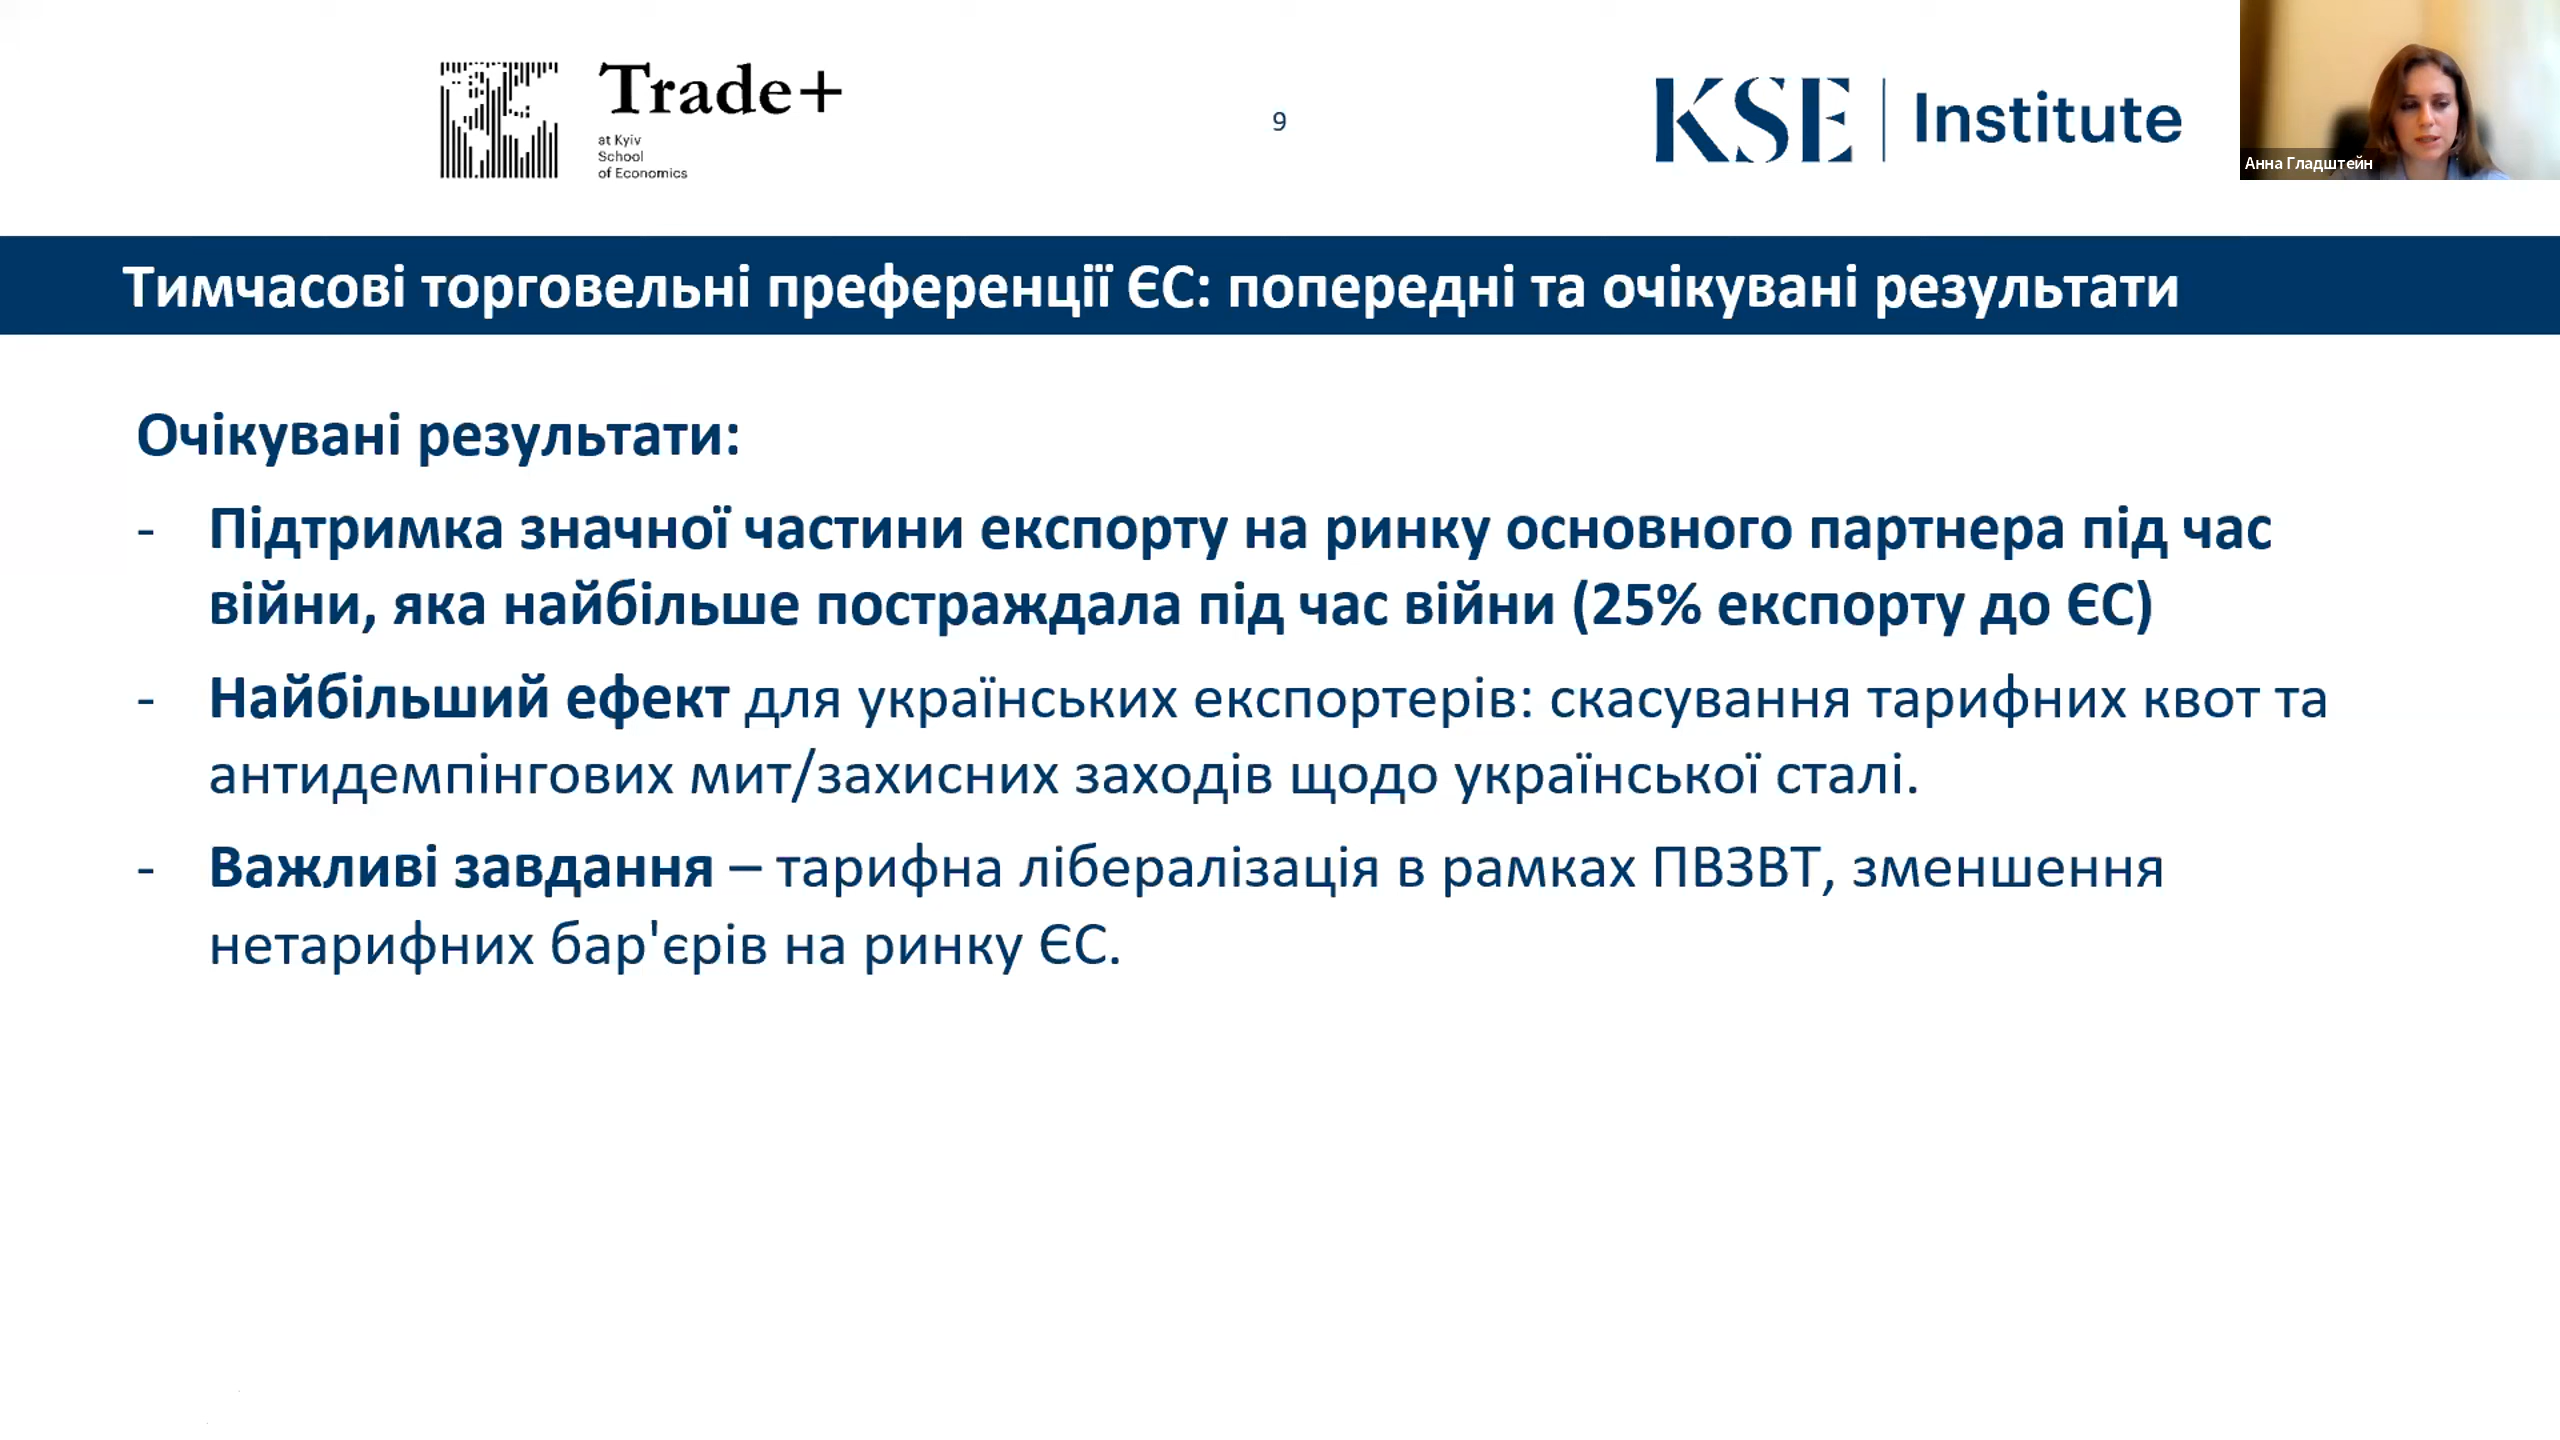 Trade+
at Kyiv
School
of Economics
9
KSE Institute
Анна Гладштейн
Тимчасові торговельні преференції ЄС: попередні та очікувані результати
Очікувані результати:
- Підтримка значної частини експорту на ринку основного партнера під час
війни, яка найбільше постраждала під час війни (25% експорту до ЄС)
- Найбільший ефект для українських експортерів: скасування тарифних квот та
антидемпінгових мит/захисних заходів щодо української сталі.
- Важливі завдання – тарифна лібералізація в рамках ПВЗВТ, зменшення
нетарифних бар'єрів на ринку ЄС.